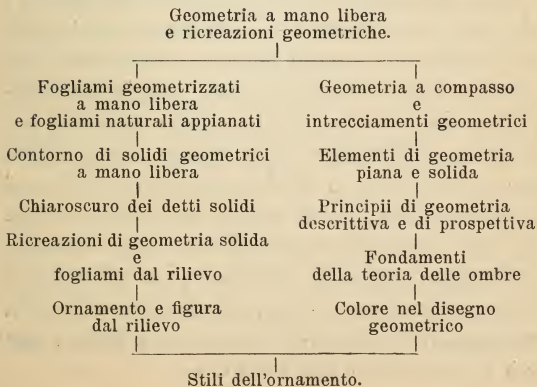 Geometria a mano libera
e ricreazioni geometriche.
Fogliami geometrizzati
a mano libera
e fogliami naturali appianati
Contorno di solidi geometrici
a mano libera
Chiaroscuro dei detti solidi
Ricreazioni di geometria solida
e
fogliami dal rilievo
Ornamento e figura
dal rilievo
Geometria a compasso
e
intrecciamenti geometrici
Elementi di geometria
piana e solida
Principii di geometria
descrittiva e di prospettiva
Fondamenti
della teoria delle ombre
Colore nel disegno
geometrico
Stili dell'ornamento.